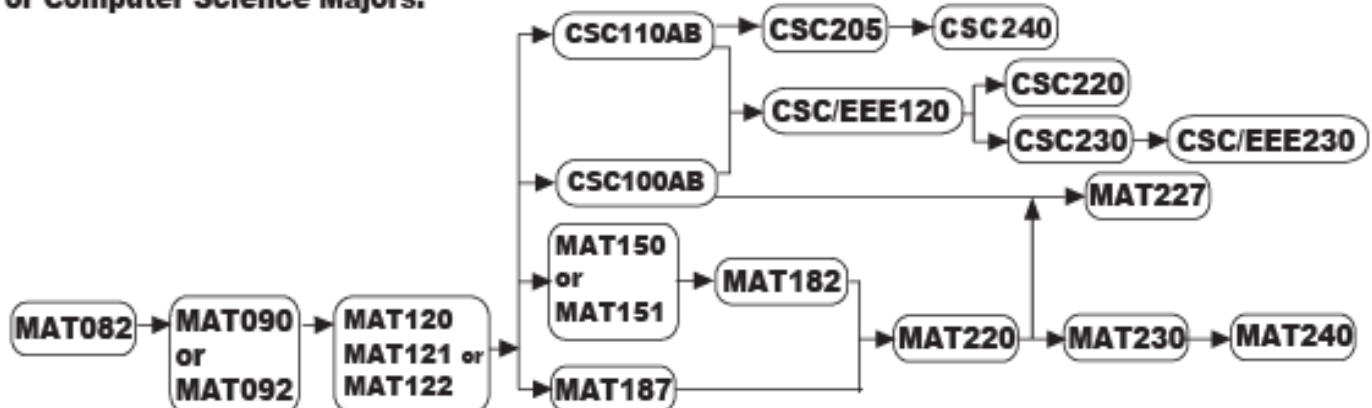 or Computer Science Majors.
CSC110AB
CSC205
CSC240
CSC220
CSC/EEE120
CSC230
CSC/EEE230
CSC100AB
MAT227
MAT150
or
MAT151
MAT182
MAT082
MAT090
or
MAT092
MAT120
MAT121 or
MAT122
MAT220
MAT230
MAT240
MAT187